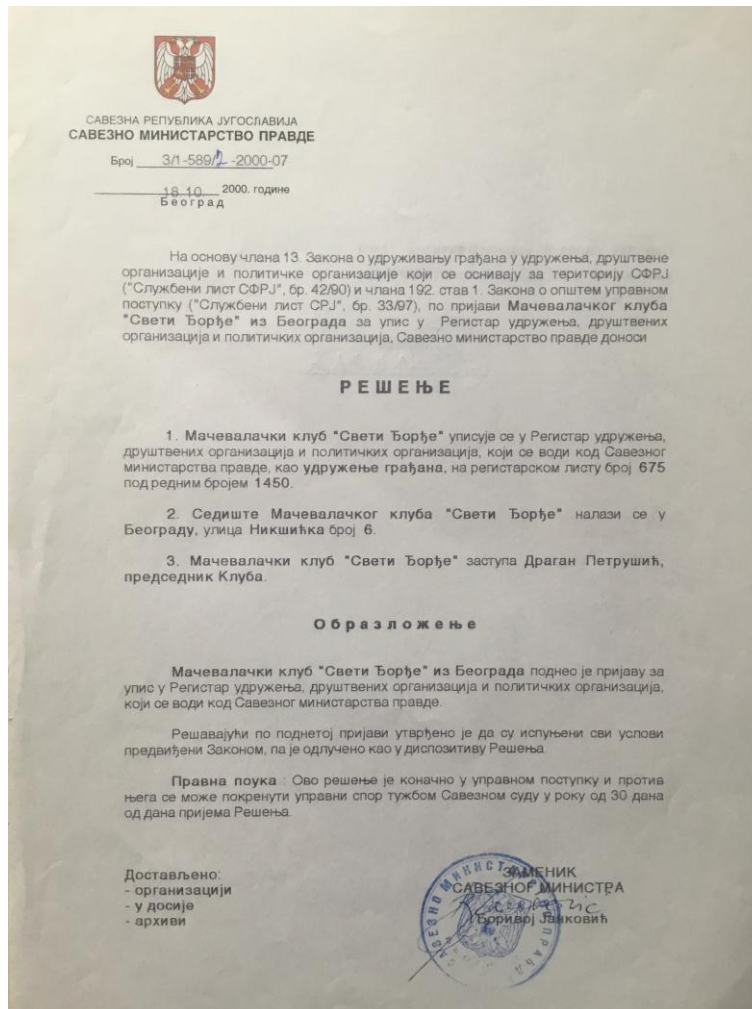 САВЕЗНА РЕПУБЛИКА ЈУГОСЛАВИЈА
САВЕЗНО МИНИСТАРСТВО ПРАВДЕ
Број 3/1-589/2-2000-07
18.10. 2000. године
Београд
На основу члана 13. Закона о удруживању грађана у удружења, друштвене
организације и политичке организације који се оснивају за територију СФРЈ
("Службени лист СФРЈ", бр. 42/90) и члана 192. став 1. Закона о општем управном
поступку ("Службени лист СРЈ", бр. 33/97), по пријави Мачевалачког клуба
"Свети Ђорђе" из Београда за упис у Регистар удружења, друштвених
организација и политичких организација, Савезно министарство правде доноси
РЕШЕЊЕ
1. Мачевалачки клуб "Свети Ђорђе" уписује се у Регистар удружења,
друштвених организација и политичких организација, који се води код Савезног
министарства правде, као удружење грађана, на регистарском листу број 675
под редним бројем 1450.
2. Седиште Мачевалачког клуба "Свети Ђорђе" налази се у
Београду, улица Никшићка број 6.
3. Мачевалачки клуб "Свети Ђорђе" заступа Драган Петрушић,
председник Клуба.
Образложење
Мачевалачки клуб "Свети Ђорђе" из Београда поднео је пријаву за
упис у Регистар удружења, друштвених организација и политичких организација,
који се води код Савезног министарства правде.
Решавајући по поднетој пријави утврђено је да су испуњени сви услови
предвиђени Законом, па је одлучено као у диспозитиву Решења.
Правна поука : Ово решење је коначно у управном поступку и против
њега се може покренути управни спор тужбом Савезном суду у року од 30 дана
од дана пријема Решења.
Достављено:
- организацији
- у досије
- архиви
ЗАМЕНИК
САВЕЗНОГ МИНИСТРА
Боривој Јанковић
САВЕЗНО МИНИСТАРСТВО ПРАВДЕ